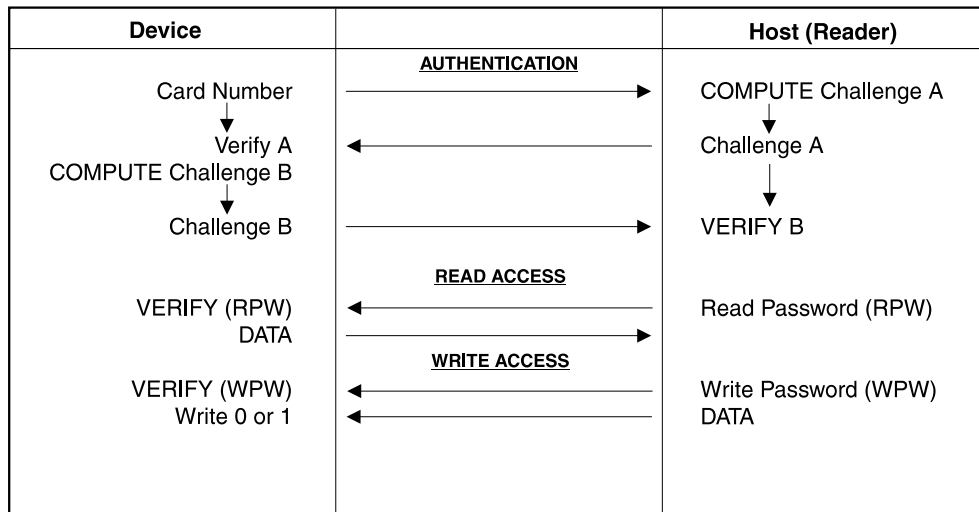 Device Host (Reader)
AUTHENTICATION
Card Number COMPUTE Challenge A
Verify A Challenge A
COMPUTE Challenge B
Challenge B VERIFY B
READ ACCESS
VERIFY (RPW) Read Password (RPW)
DATA
WRITE ACCESS
VERIFY (WPW) Write Password (WPW)
Write 0 or 1 DATA